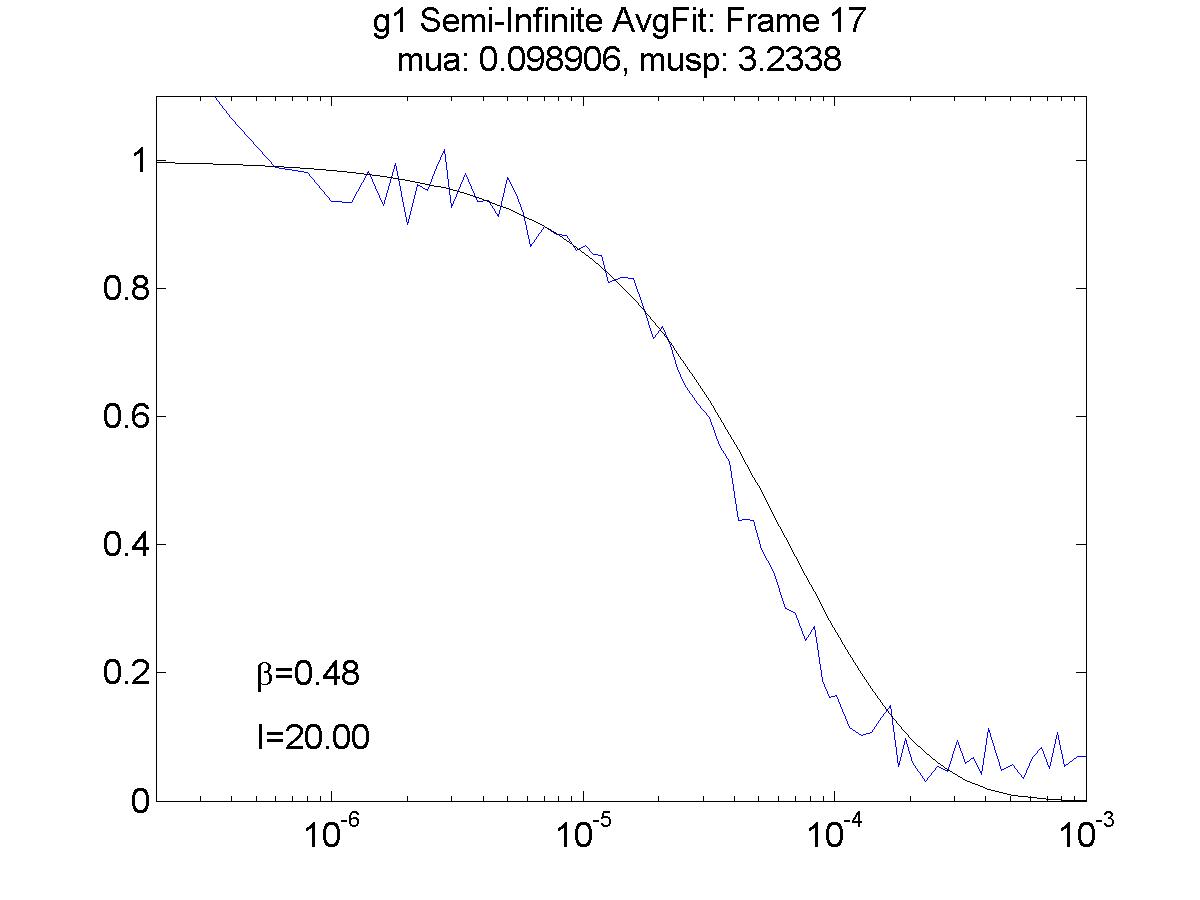 g1 Semi-Infinite AvgFit: Frame 17
mua: 0.098906, musp: 3.2338
1
0.8
0.6
0.4
0.2
0
β=0.48
I=20.00
10^-6
10^-5
10^-4
10^-3